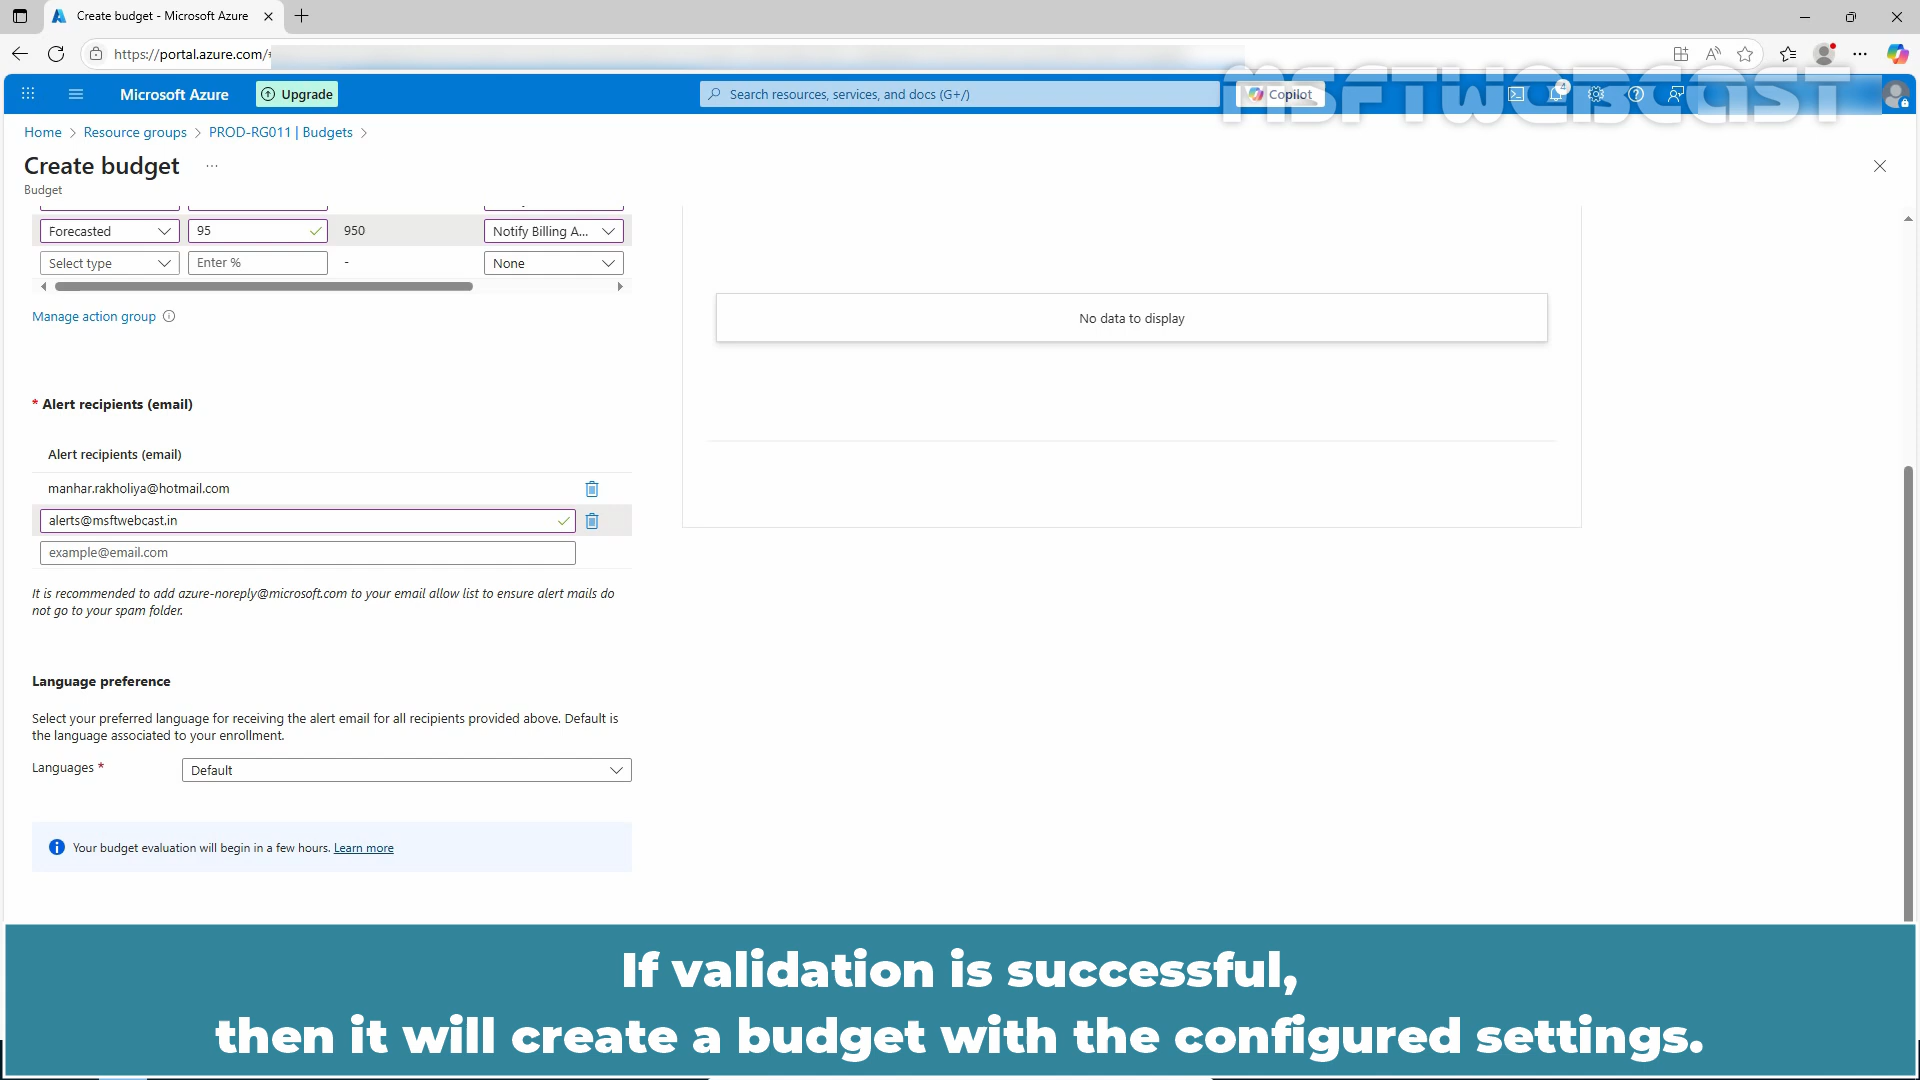 Create budget - Microsoft Azure
https://portal.azure.com/#
Microsoft Azure
Upgrade
Search resources, services, and docs (G+/)
Copilot
4
MSFTWEBCAST
Home > Resource groups > PROD-RG011 | Budgets >
Create budget ...
Budget
Forecasted 95 950 Notify Billing A...
Select type Enter % - None
Manage action group
No data to display
* Alert recipients (email)
Alert recipients (email)
manhar.rakholiya@hotmail.com
alerts@msftwebcast.in
example@email.com
It is recommended to add azure-noreply@microsoft.com to your email allow list to ensure alert mails do
not go to your spam folder.
Language preference
Select your preferred language for receiving the alert email for all recipients provided above. Default is
the language associated to your enrollment.
Languages * Default
Your budget evaluation will begin in a few hours. Learn more
If validation is successful,
then it will create a budget with the configured settings.